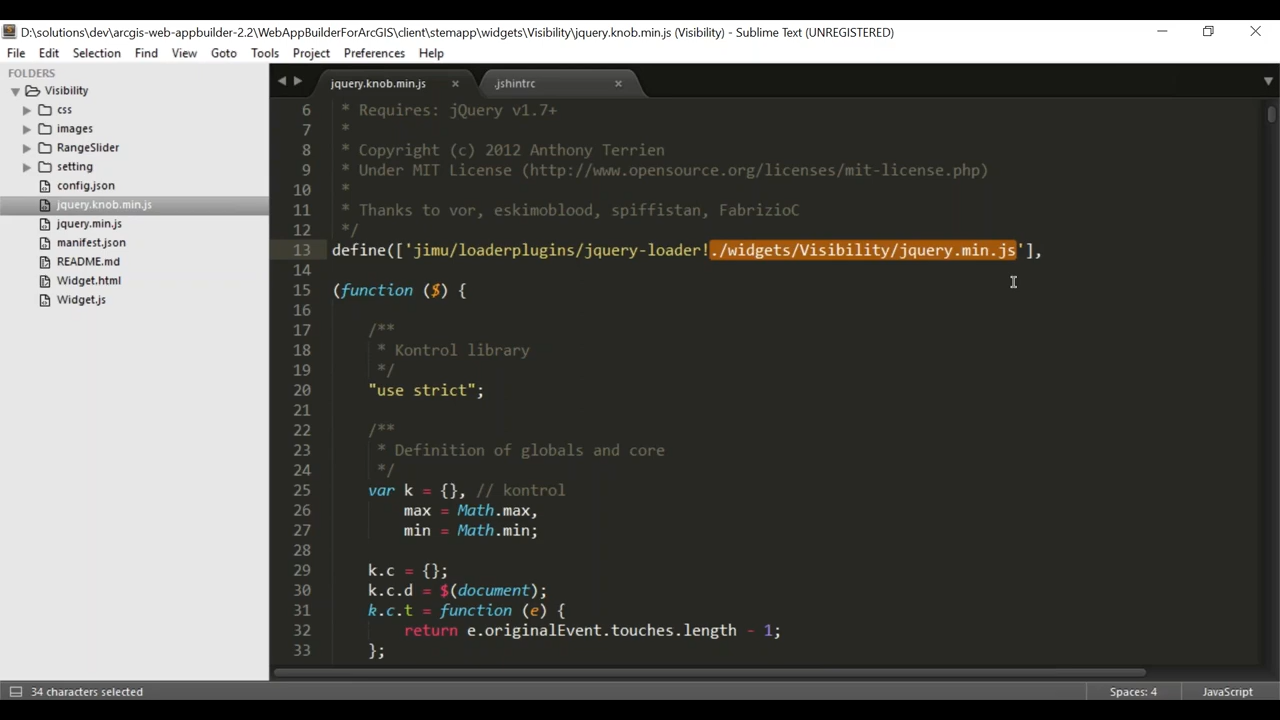 D:\solutions\dev\arcgis-web-appbuilder-2.2\WebAppBuilderForArcGIS\client\stemapp\widgets\Visibility\jquery.knob.min.js (Visibility) - Sublime Text (UNREGISTERED)
File Edit Selection Find View Goto Tools Project Preferences Help
FOLDERS
Visibility
css
images
RangeSlider
setting
config.json
jquery.knob.min.js
jquery.min.js
manifest.json
README.md
Widget.html
Widget.js
jquery.knob.min.js × .jshintrc ×
6 * Requires: jQuery v1.7+
7 *
8 * Copyright (c) 2012 Anthony Terrien
9 * Under MIT License (http://www.opensource.org/licenses/mit-license.php)
10 *
11 * Thanks to vor, eskimoblood, spiffistan, FabrizioC
12 */
13 define(['jimu/loaderplugins/jquery-loader!./widgets/Visibility/jquery.min.js'],
14
15 (function ($) {
16
17 /**
18 * Kontrol library
19 */
20 "use strict";
21
22 /**
23 * Definition of globals and core
24 */
25 var k = {}, // kontrol
26 max = Math.max,
27 min = Math.min;
28
29 k.c = {};
30 k.c.d = $(document);
31 k.c.t = function (e) {
32 return e.originalEvent.touches.length - 1;
33 };
34 characters selected Spaces: 4 JavaScript